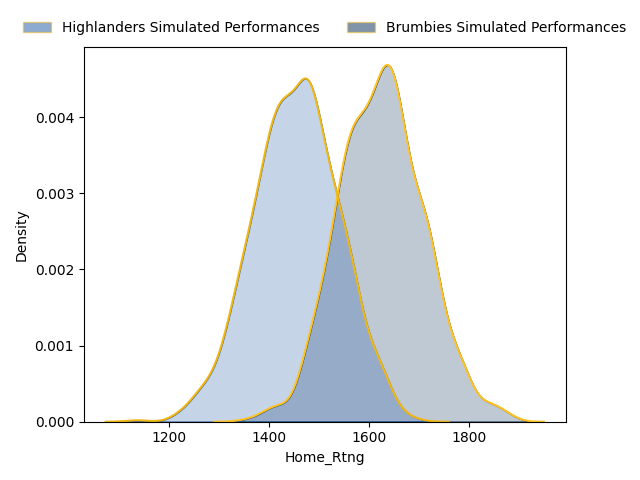 Highlanders Simulated Performances Brumbies Simulated Performances
0.004
0.003
0.002
0.001
0.000
Density
1200 1400 1600 1800
Home_Rtng